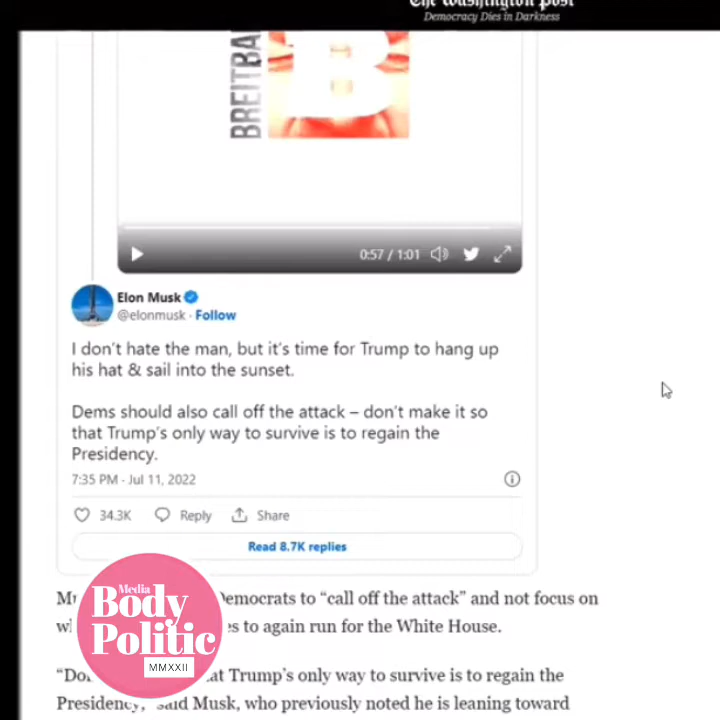 The Washington Post
Democracy Dies in Darkness
BREITBA
B
0:57 / 1:01
Elon Musk
@elonmusk · Follow
I don't hate the man, but it's time for Trump to hang up
his hat & sail into the sunset.
Dems should also call off the attack – don't make it so
that Trump's only way to survive is to regain the
Presidency.
7:35 PM · Jul 11, 2022
34.3K Reply Share
Read 8.7K replies
Democrats to “call off the attack” and not focus on
es to again run for the White House.
at Trump's only way to survive is to regain the
Presidency,” said Musk, who previously noted he is leaning toward
Media
Body
Politic
MMXXII